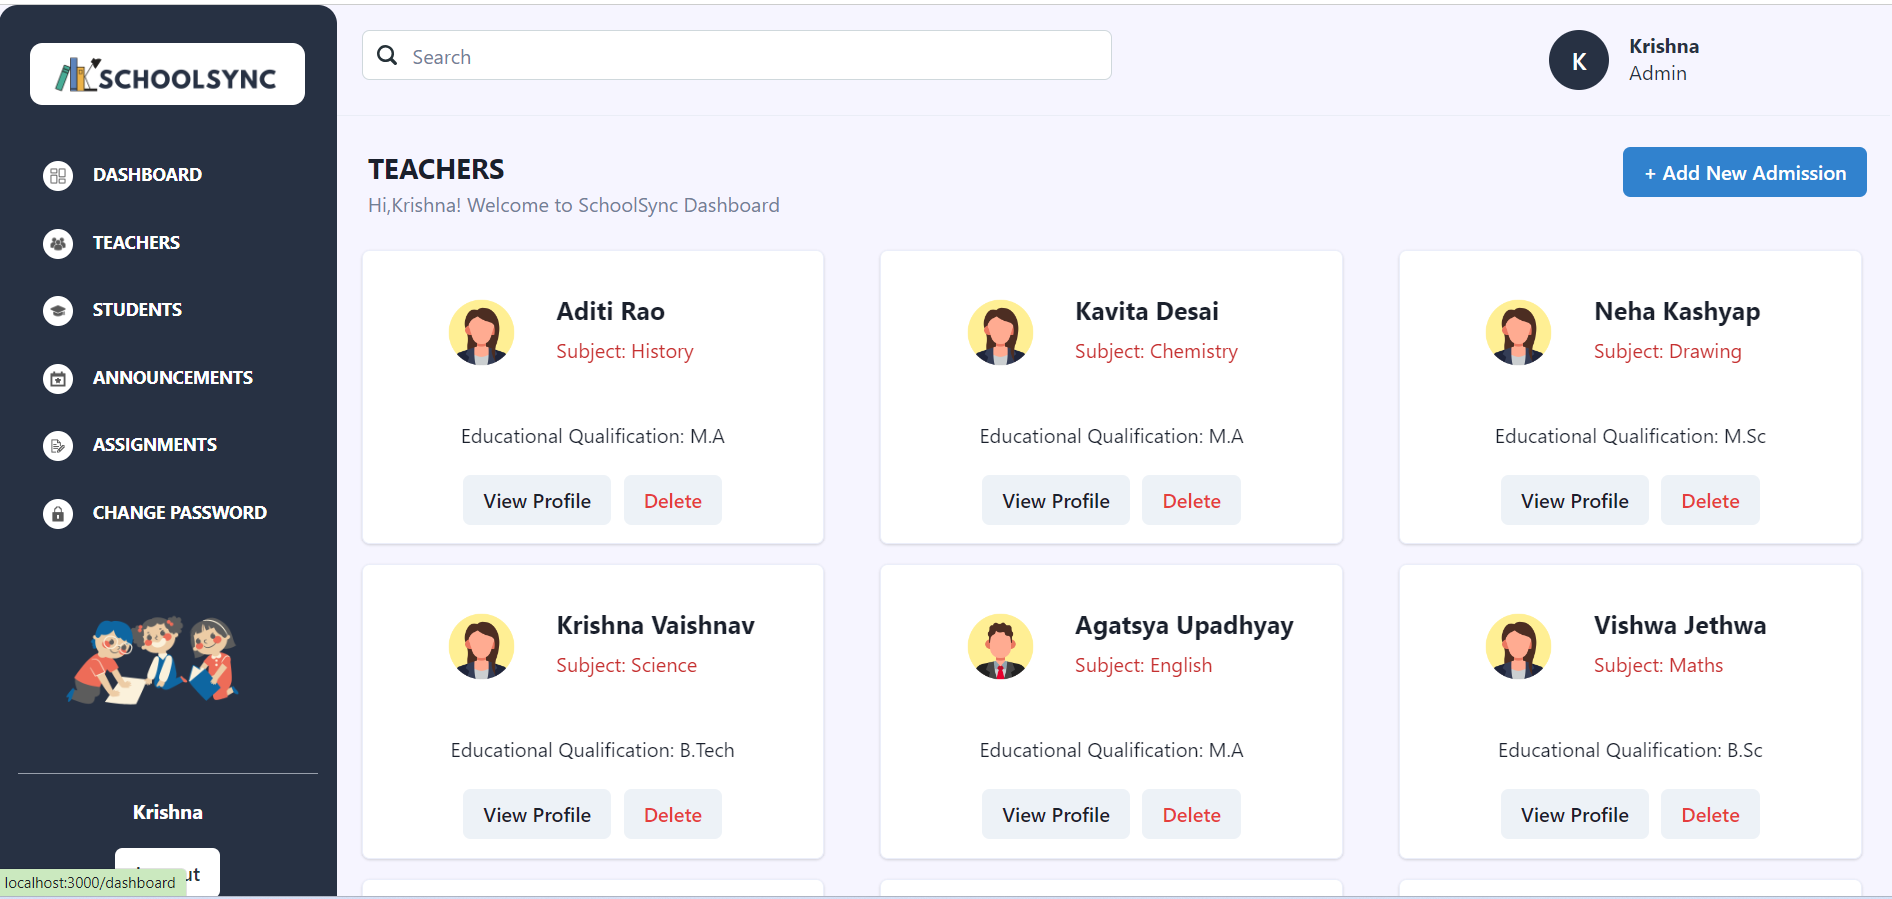 SCHOOLSYNC
Search
K
Krishna
Admin
DASHBOARD
TEACHERS
STUDENTS
ANNOUNCEMENTS
ASSIGNMENTS
CHANGE PASSWORD
Krishna
localhost:3000/dashboard
TEACHERS
Hi,Krishna! Welcome to SchoolSync Dashboard
+ Add New Admission
Aditi Rao
Subject: History
Educational Qualification: M.A
View Profile Delete
Kavita Desai
Subject: Chemistry
Educational Qualification: M.A
View Profile Delete
Neha Kashyap
Subject: Drawing
Educational Qualification: M.Sc
View Profile Delete
Krishna Vaishnav
Subject: Science
Educational Qualification: B.Tech
View Profile Delete
Agatsya Upadhyay
Subject: English
Educational Qualification: M.A
View Profile Delete
Vishwa Jethwa
Subject: Maths
Educational Qualification: B.Sc
View Profile Delete